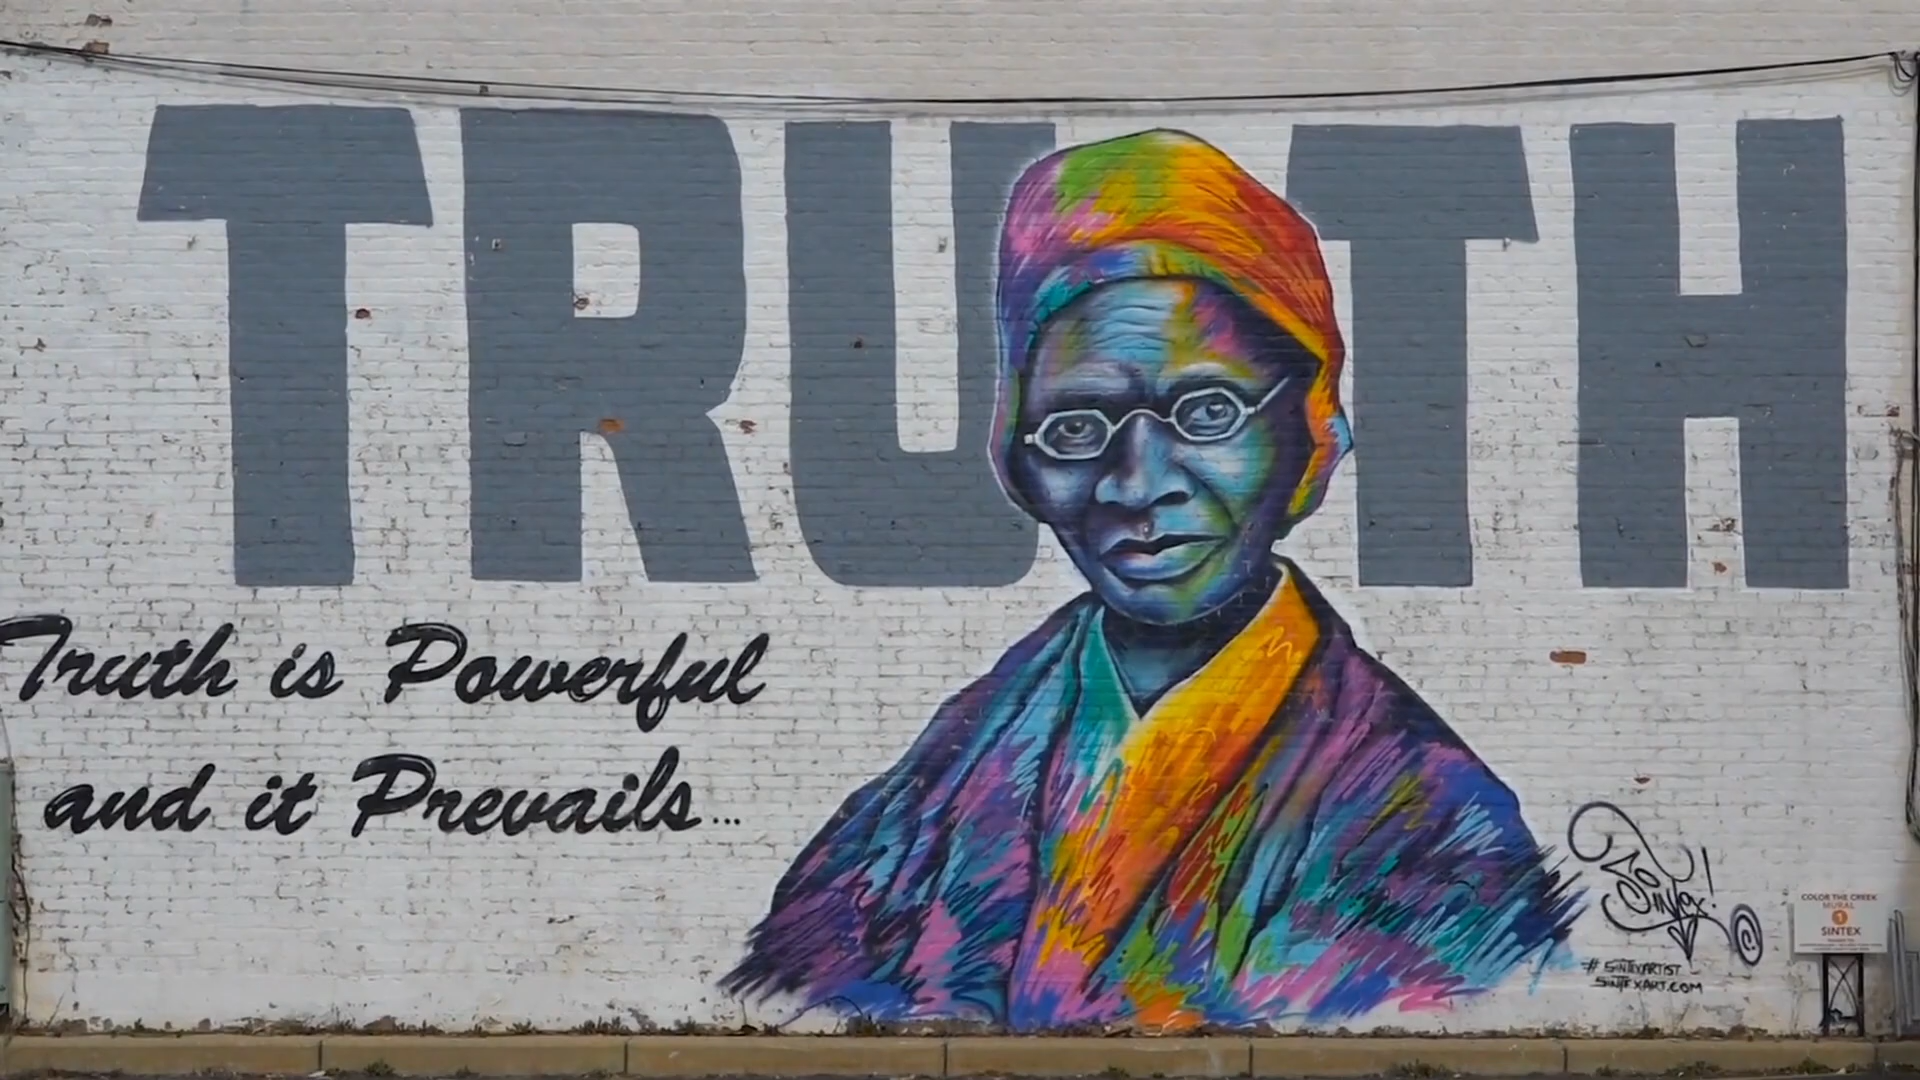 TRUTH
Truth is Powerful
and it Prevails...
Sintex!
©
# SINTEXARTIST
SINTEXART.COM
COLOR THE CREEK
MURAL
1
SINTEX